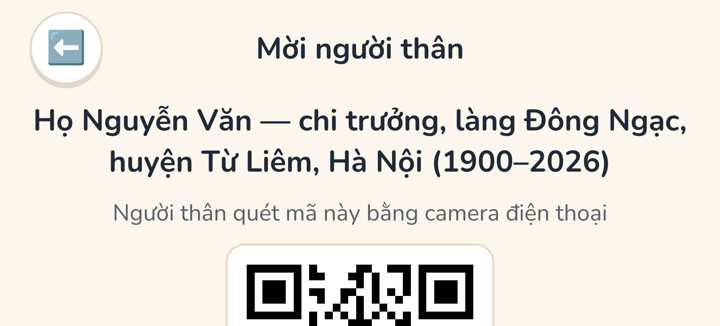 Mời người thân
Họ Nguyễn Văn — chi trưởng, làng Đông Ngạc,
huyện Từ Liêm, Hà Nội (1900–2026)
Người thân quét mã này bằng camera điện thoại